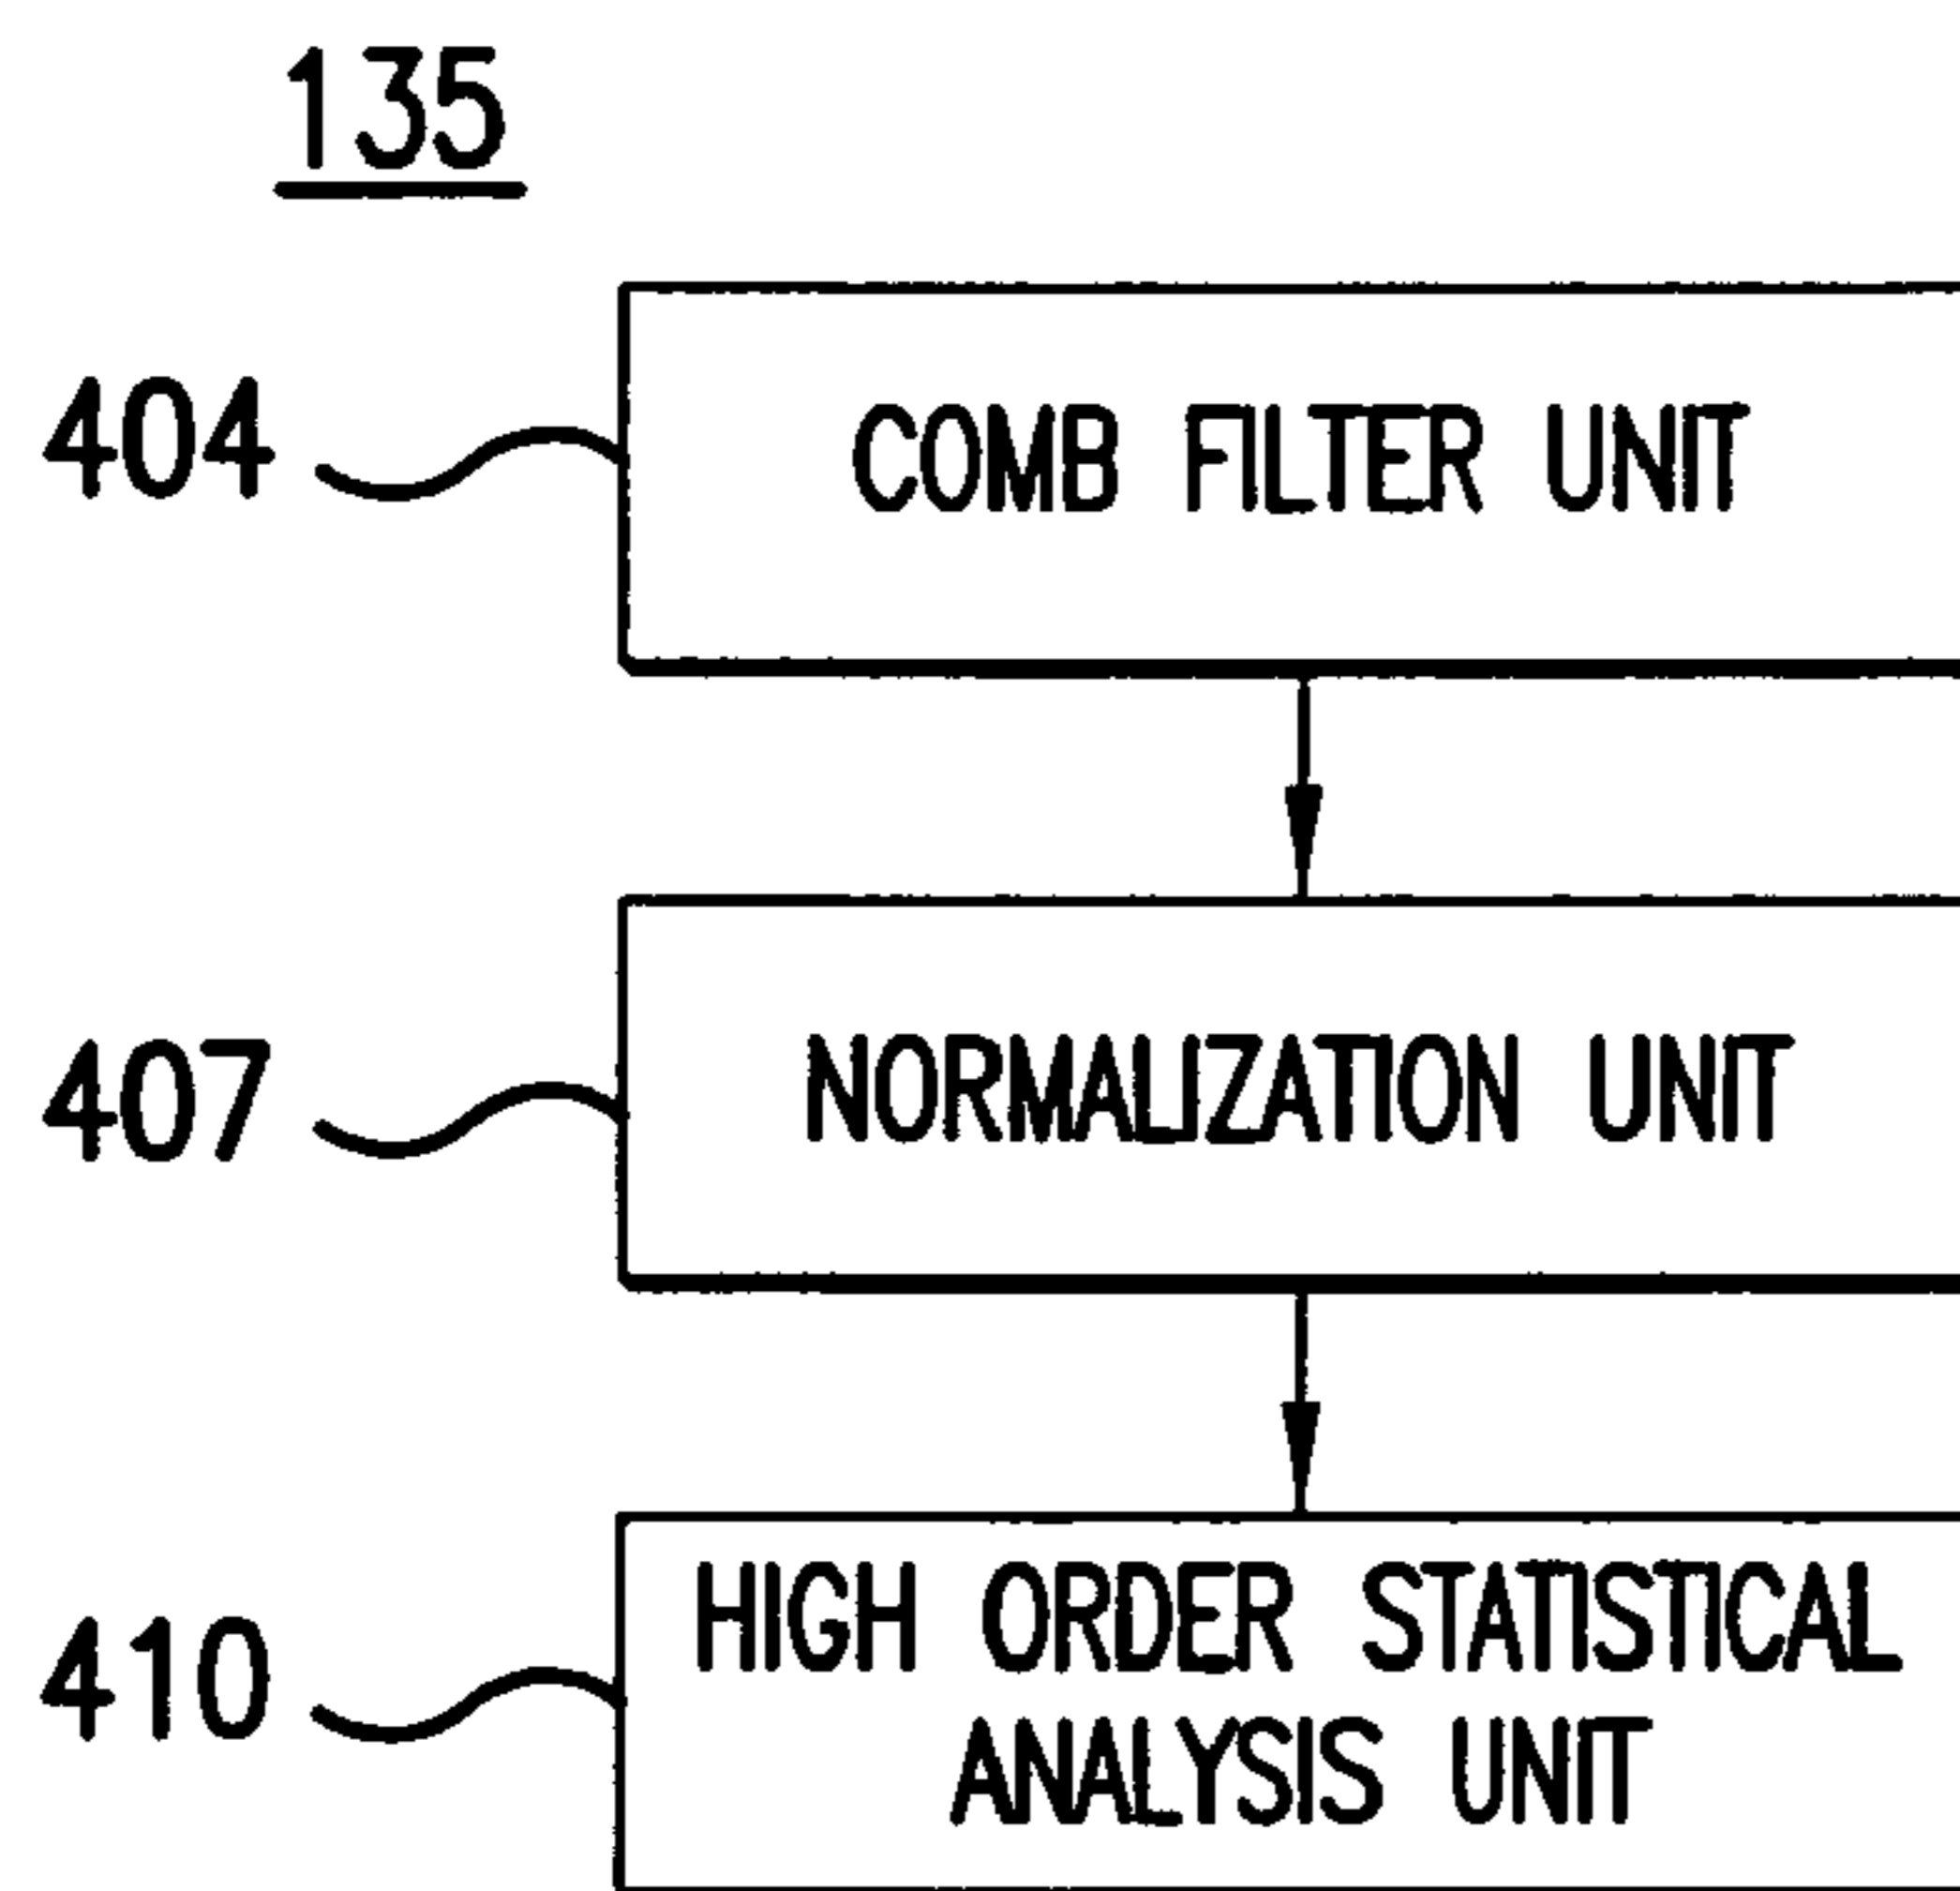 135
404
COMB FILTER UNIT
407
NORMALIZATION UNIT
410
HIGH ORDER STATISTICAL
ANALYSIS UNIT